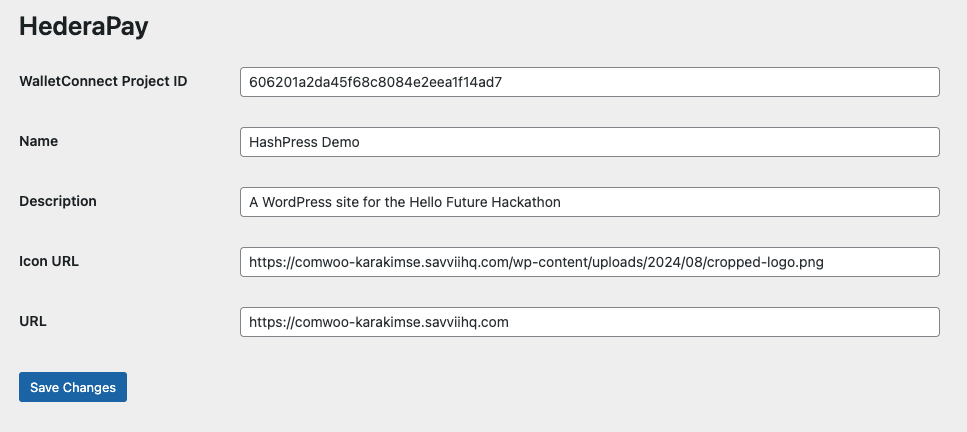 HederaPay
WalletConnect Project ID
606201a2da45f68c8084e2eea1f14ad7
Name
HashPress Demo
Description
A WordPress site for the Hello Future Hackathon
Icon URL
https://comwoo-karakimse.savviihq.com/wp-content/uploads/2024/08/cropped-logo.png
URL
https://comwoo-karakimse.savviihq.com
Save Changes